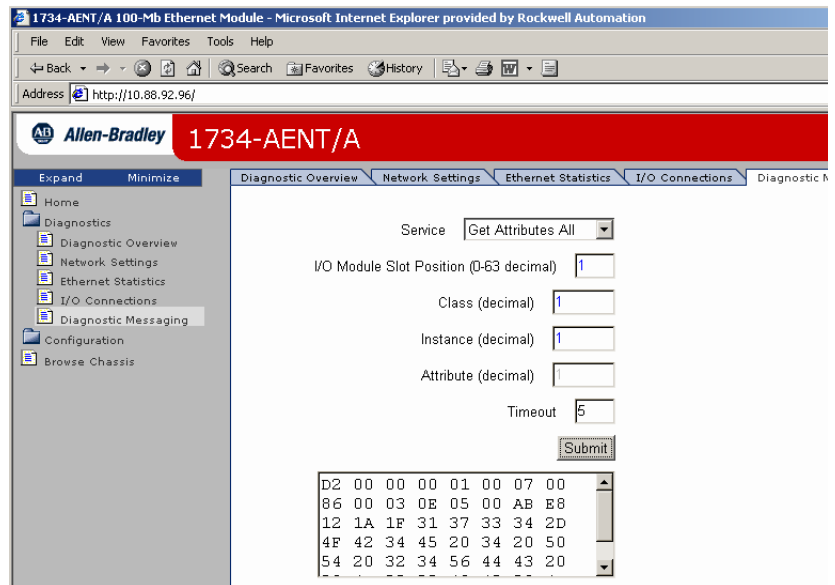 1734-AENT/A 100-Mb Ethernet Module - Microsoft Internet Explorer provided by Rockwell Automation
File Edit View Favorites Tools Help
Back Search Favorites History
Address http://10.88.92.96/
AB Allen-Bradley 1734-AENT/A
Expand Minimize
Diagnostic Overview Network Settings Ethernet Statistics I/O Connections Diagnostic M
Home
Diagnostics
Diagnostic Overview
Network Settings
Ethernet Statistics
I/O Connections
Diagnostic Messaging
Configuration
Browse Chassis
Service Get Attributes All
I/O Module Slot Position (0-63 decimal) 1
Class (decimal) 1
Instance (decimal) 1
Attribute (decimal) 1
Timeout 5
Submit
D2 00 00 00 01 00 07 00
86 00 03 0E 05 00 AB E8
12 1A 1F 31 37 33 34 2D
4F 42 34 45 20 34 20 50
54 20 32 34 56 44 43 20